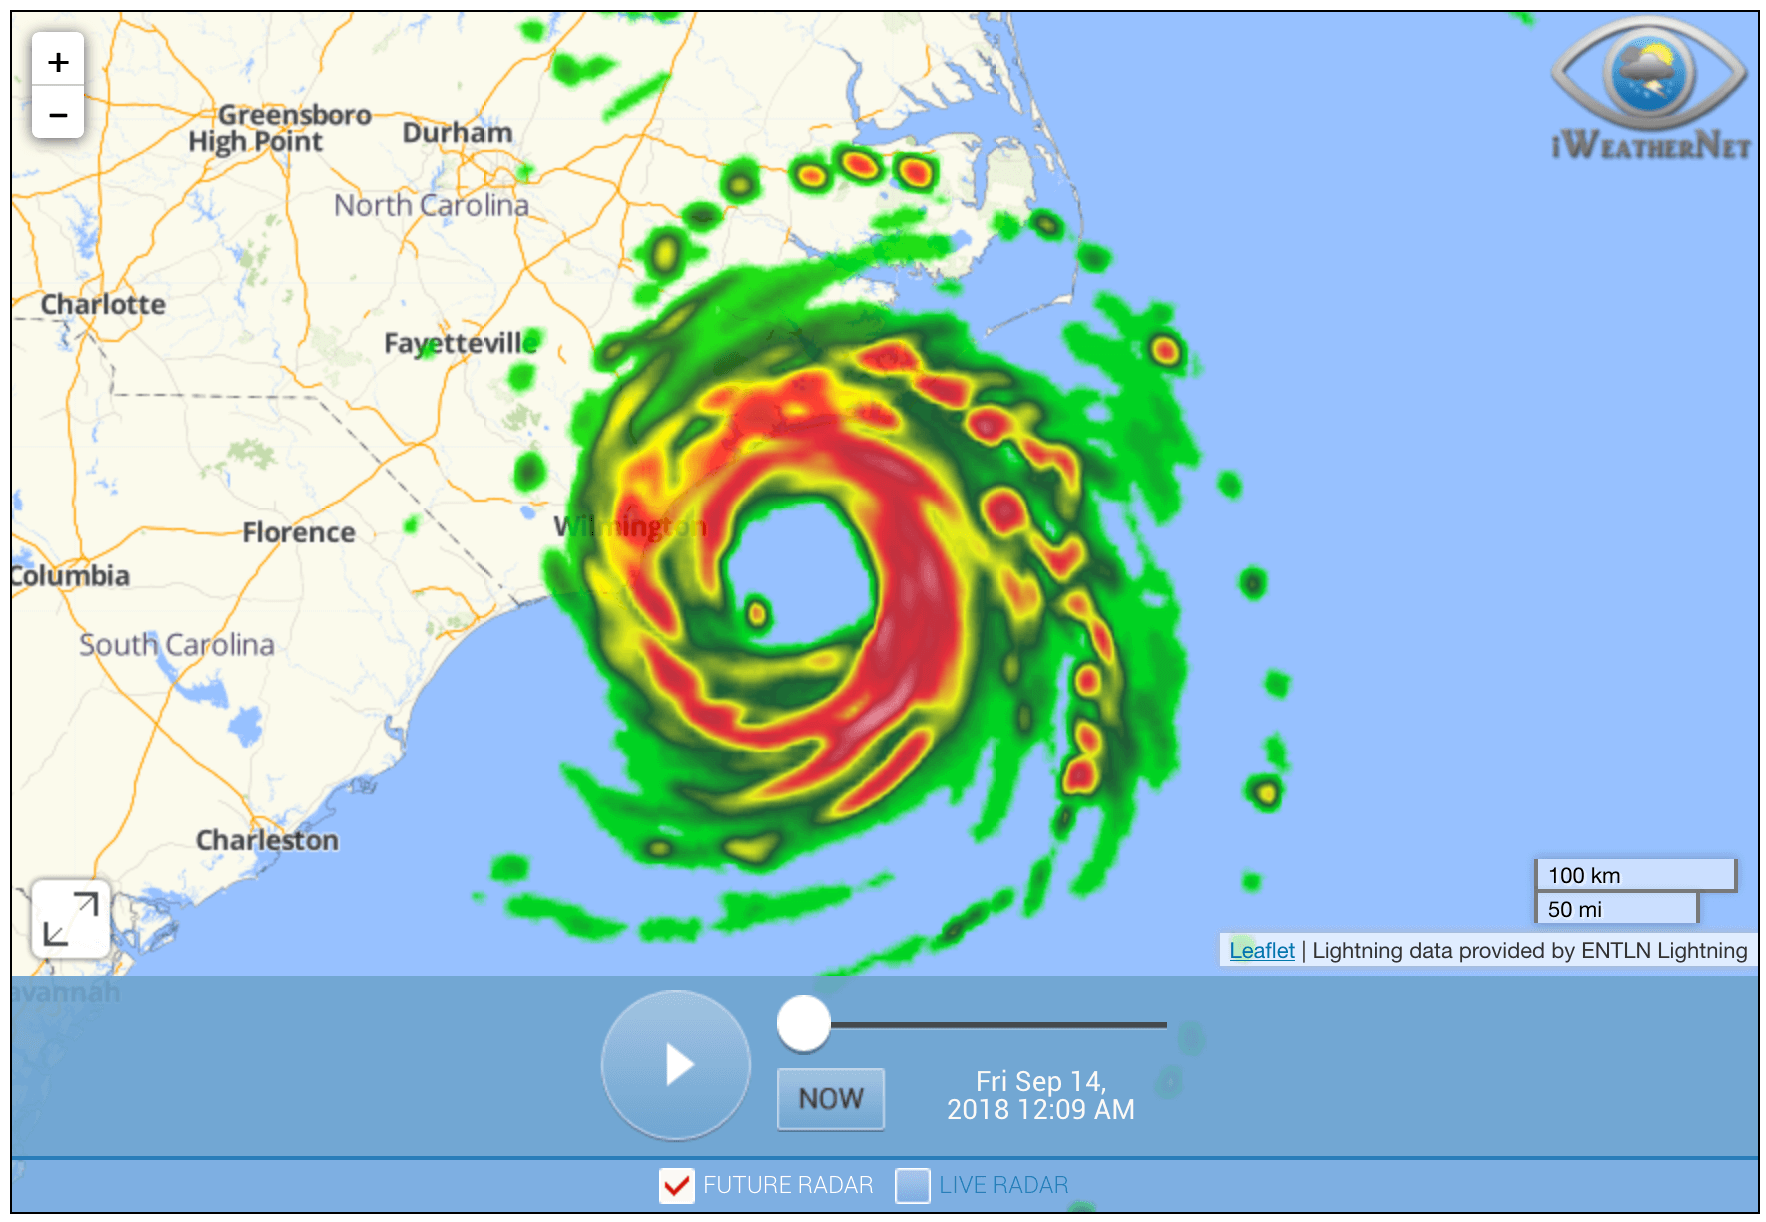 +
−
iWeatherNet
Greensboro
High Point
Durham
North Carolina
Charlotte
Fayetteville
Wilmington
Florence
Columbia
South Carolina
Charleston
100 km
50 mi
Leaflet | Lightning data provided by ENTLN Lightning
avannah
NOW
Fri Sep 14,
2018 12:09 AM
FUTURE RADAR
LIVE RADAR